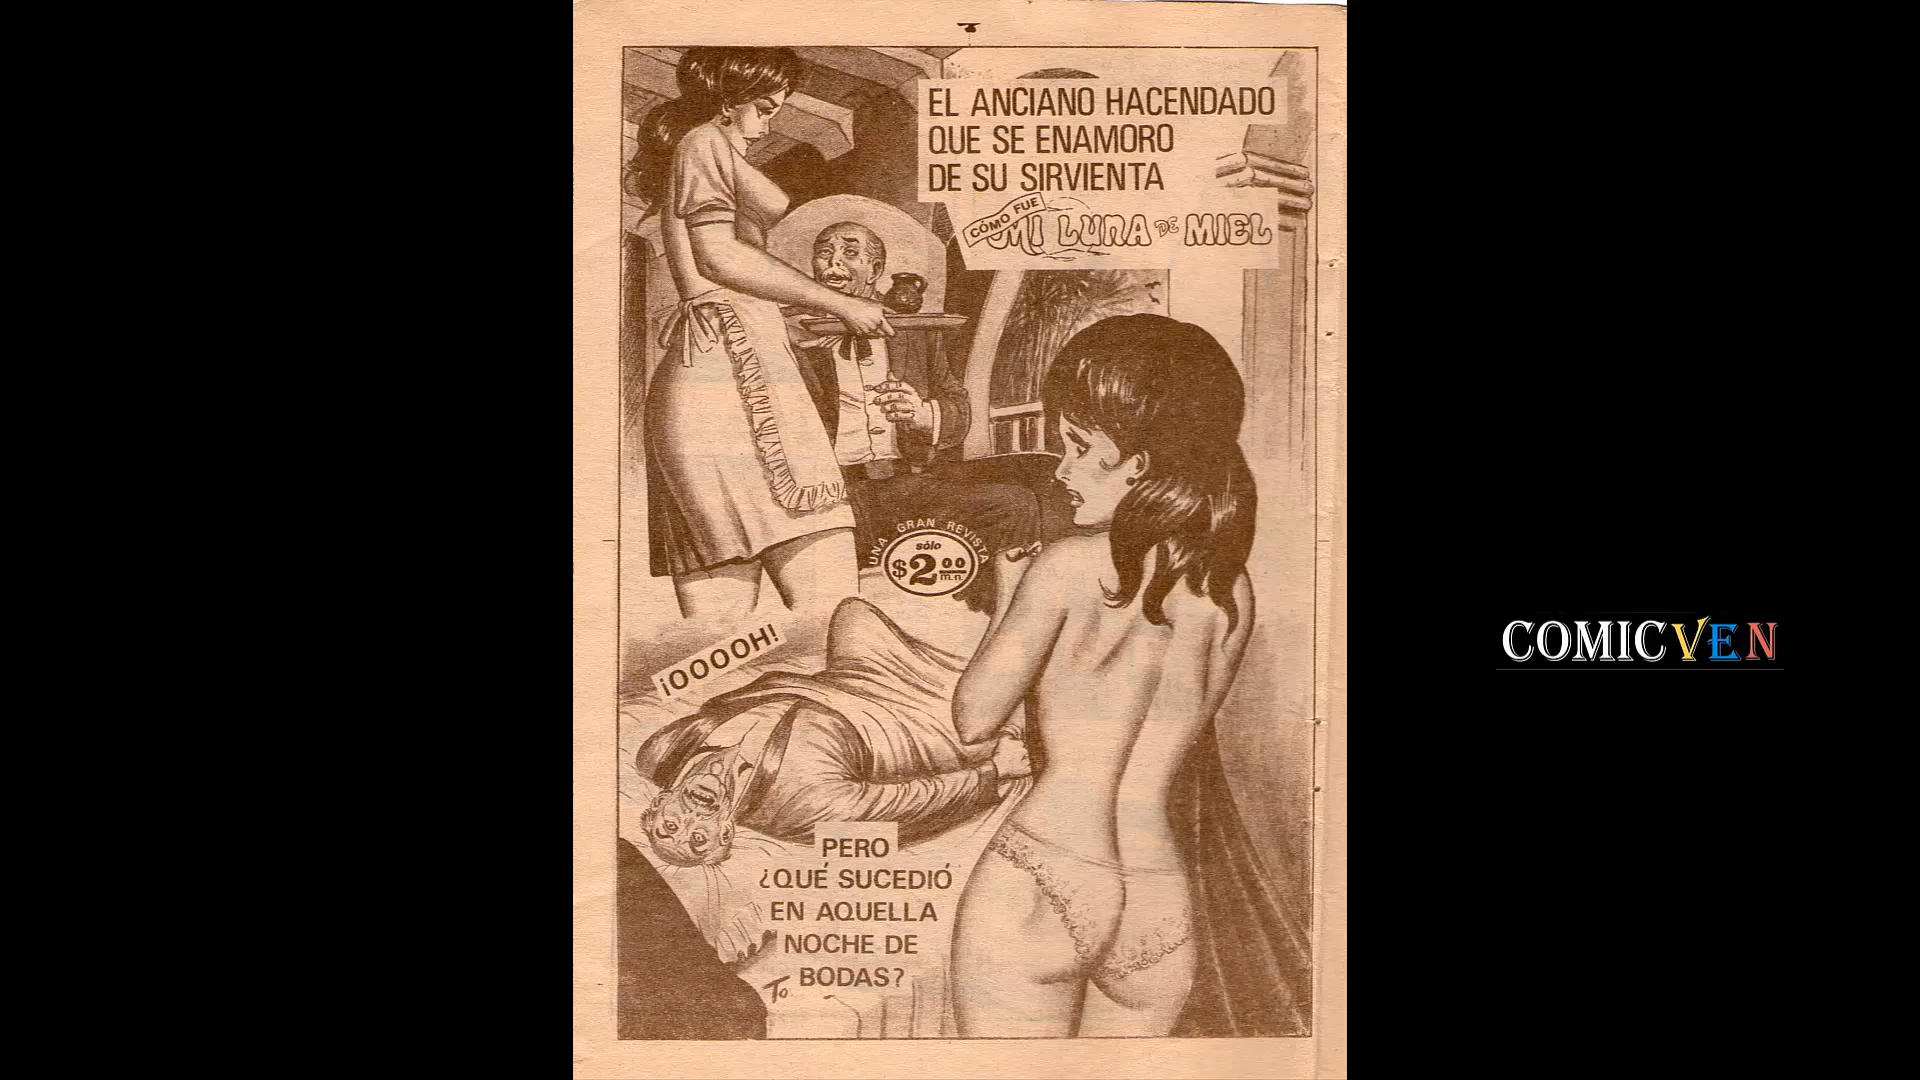 EL ANCIANO HACENDADO
QUE SE ENAMORO
DE SU SIRVIENTA
CÓMO FUE
MI LUNA DE MIEL
UNA GRAN REVISTA
sólo
$2.00
m.n.
¡OOOOH!
COMICVEN
PERO
¿QUÉ SUCEDIÓ
EN AQUELLA
NOCHE DE
BODAS?
To